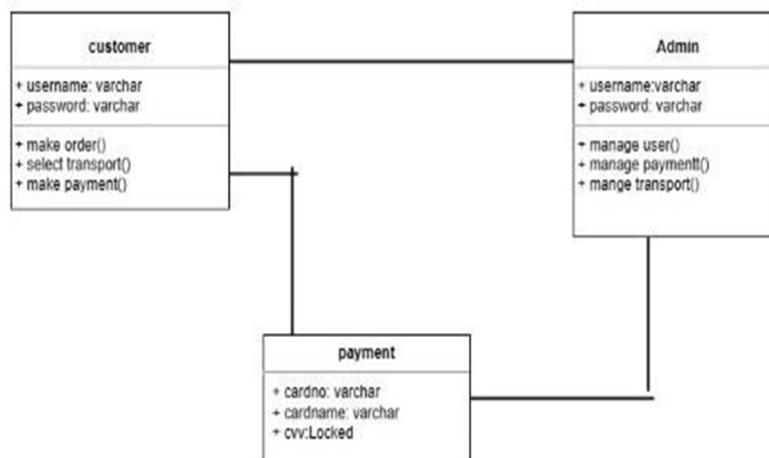 customer
+ username: varchar
+ password: varchar
+ make order()
+ select transport()
+ make payment()
Admin
+ username:varchar
+ password: varchar
+ manage user()
+ manage paymentt()
+ mange transport()
payment
+ cardno: varchar
+ cardname: varchar
+ cvv:Locked